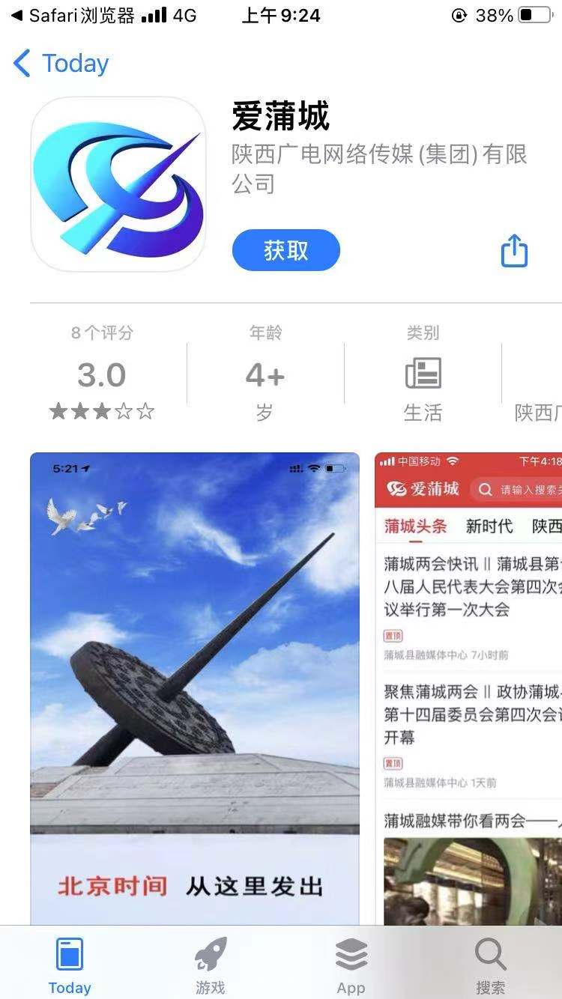 Safari浏览器 4G 上午9:24 38%
Today
爱蒲城
陕西广电网络传媒(集团)有限
公司
获取
8个评分
3.0
年龄
4+
岁
类别
生活
陕西广
5:21
北京时间 从这里发出
中国移动 下午4:18
爱蒲城 请输入搜索关
蒲城头条 新时代 陕西
蒲城两会快讯‖蒲城县第十
八届人民代表大会第四次会
议举行第一次大会
置顶
蒲城县融媒体中心 7小时前
聚焦蒲城两会‖政协蒲城县
第十四届委员会第四次会议
开幕
置顶
蒲城县融媒体中心 1天前
蒲城融媒带你看两会——
Today
游戏
App
搜索